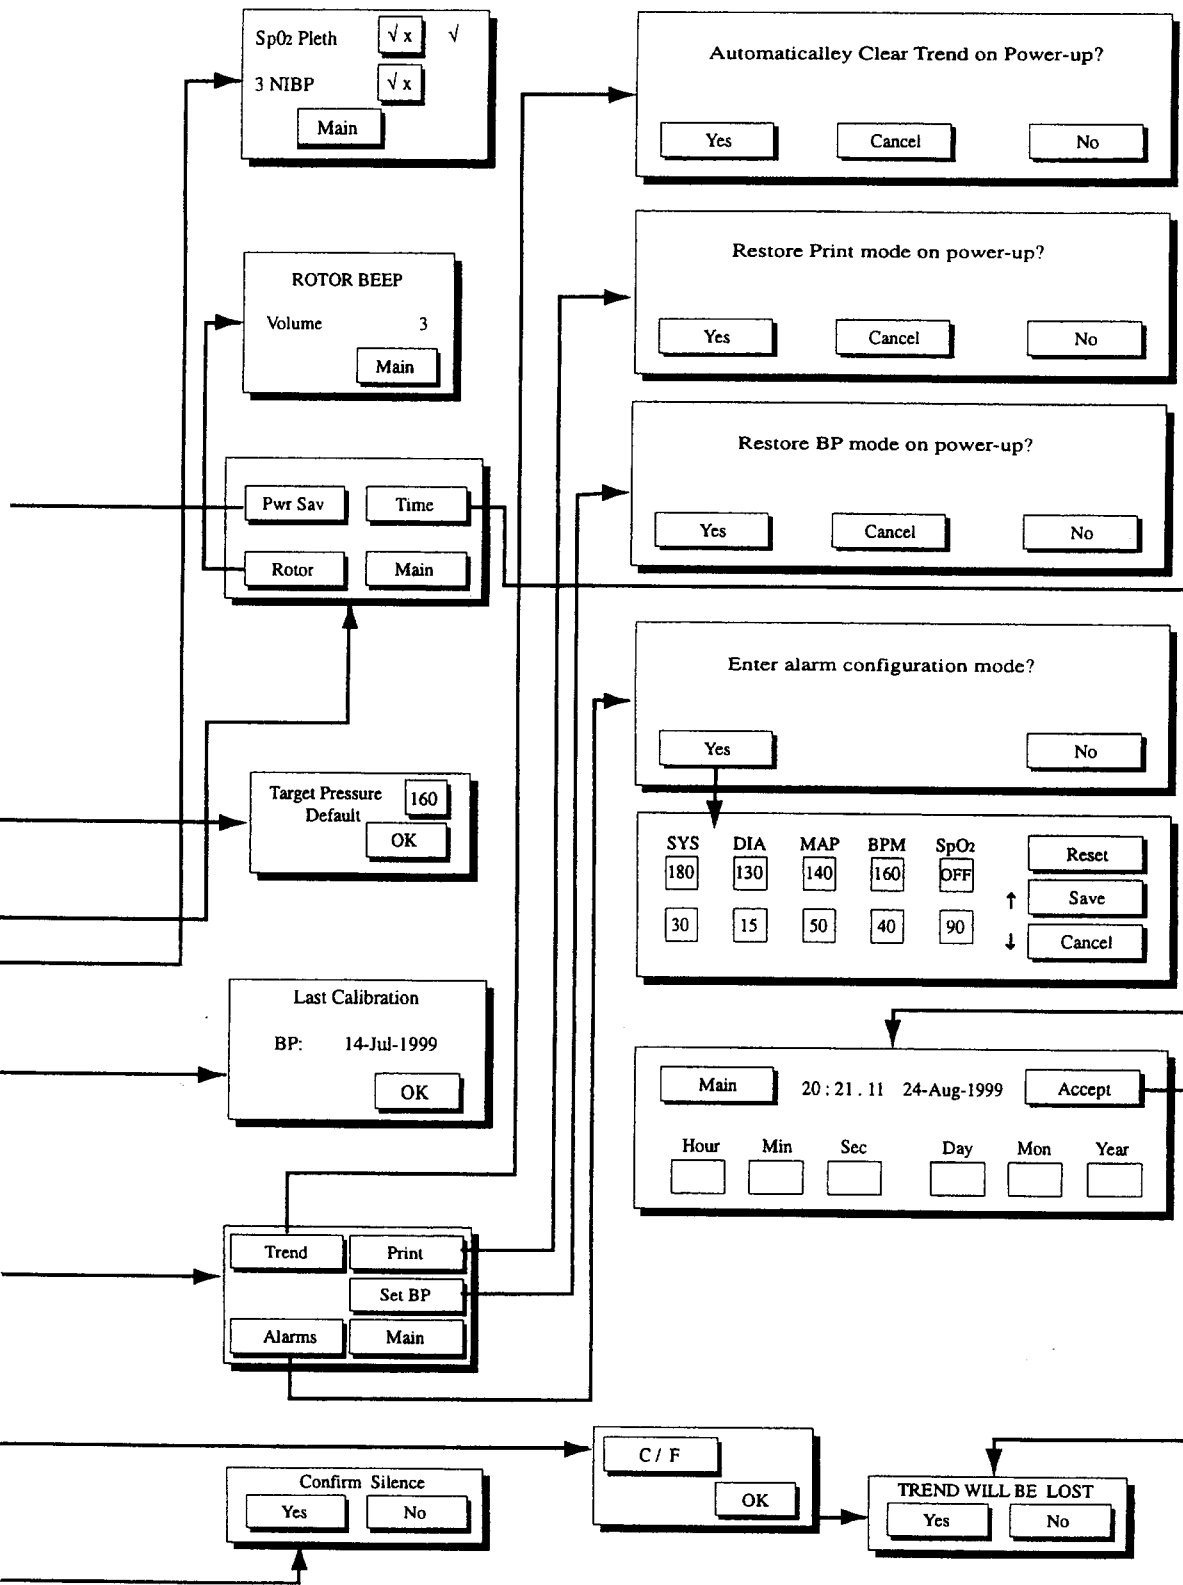 SpO2 Pleth √ x √
3 NIBP √ x
Main
ROTOR BEEP
Volume 3
Main
Pwr Sav Time
Rotor Main
Target Pressure 160
Default
OK
Last Calibration
BP: 14-Jul-1999
OK
Trend Print
Set BP
Alarms Main
Confirm Silence
Yes No
Automaticalley Clear Trend on Power-up?
Yes Cancel No
Restore Print mode on power-up?
Yes Cancel No
Restore BP mode on power-up?
Yes Cancel No
Enter alarm configuration mode?
Yes No
SYS DIA MAP BPM SpO2 Reset
180 130 140 160 OFF
↑ Save
30 15 50 40 90
↓ Cancel
Main 20 : 21 . 11 24-Aug-1999 Accept
Hour Min Sec Day Mon Year
C / F
OK
TREND WILL BE LOST
Yes No